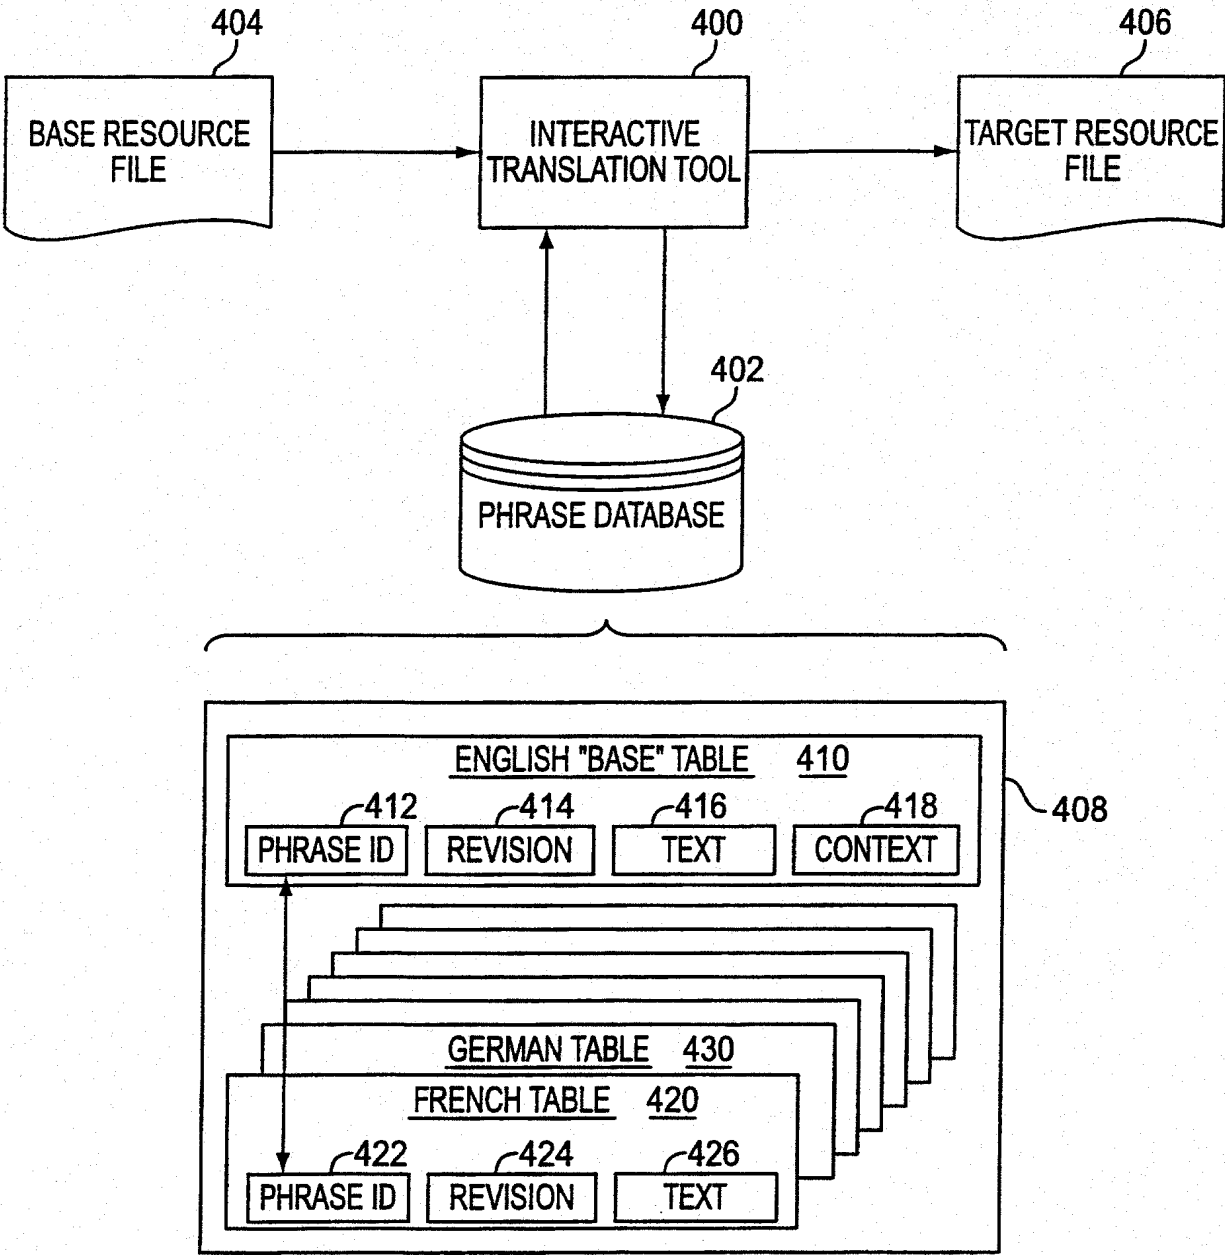 404
400
406
BASE RESOURCE
FILE
INTERACTIVE
TRANSLATION TOOL
TARGET RESOURCE
FILE
402
PHRASE DATABASE
ENGLISH "BASE" TABLE 410
408
412
414
416
418
PHRASE ID
REVISION
TEXT
CONTEXT
GERMAN TABLE 430
FRENCH TABLE 420
422
424
426
PHRASE ID
REVISION
TEXT